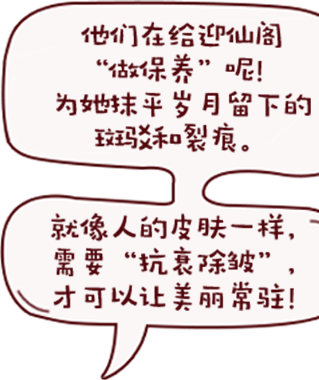 他们在给迎仙阁
“做保养”呢！
为她抹平岁月留下的
斑驳和裂痕。
就像人的皮肤一样，
需要“抗衰除皱”，
才可以让美丽常驻！